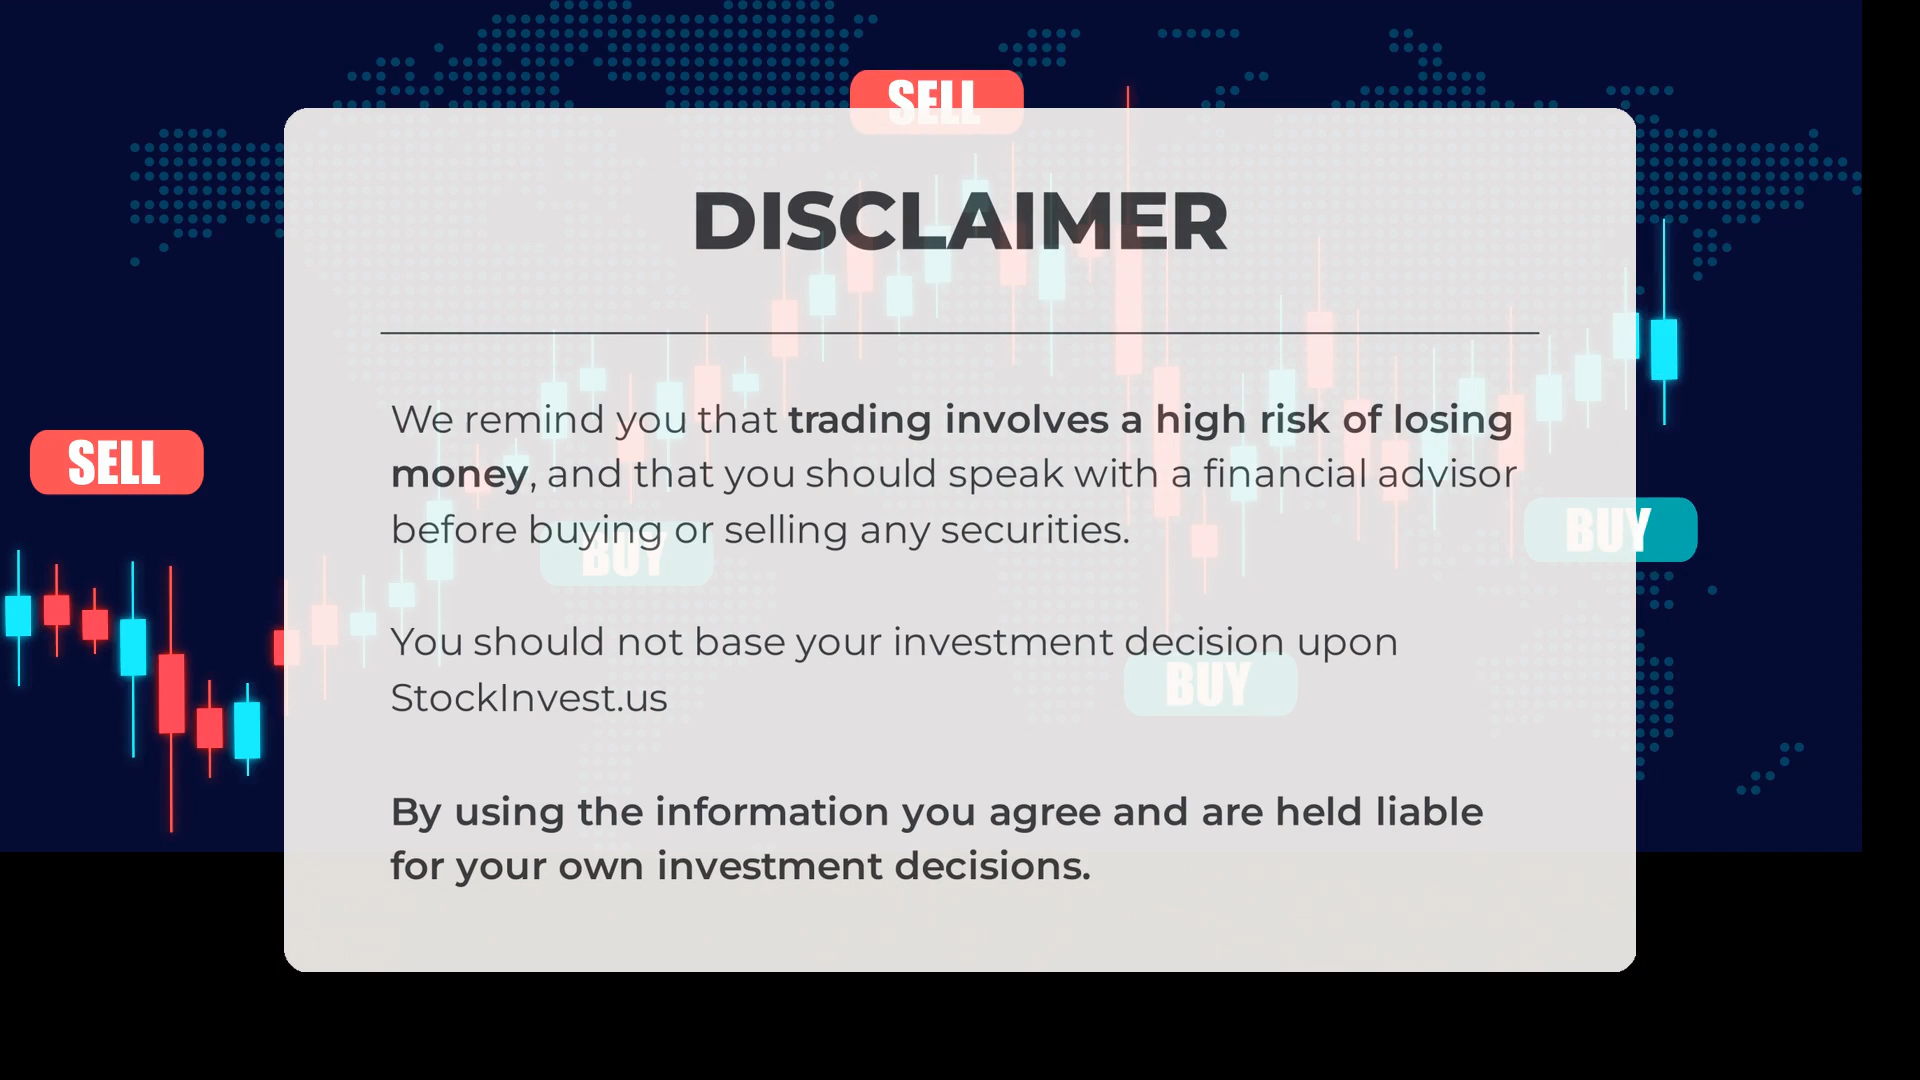 SELL
DISCLAIMER
We remind you that trading involves a high risk of losing
money, and that you should speak with a financial advisor
before buying or selling any securities.
SELL
BUY
BUY
You should not base your investment decision upon
StockInvest.us
BUY
By using the information you agree and are held liable
for your own investment decisions.